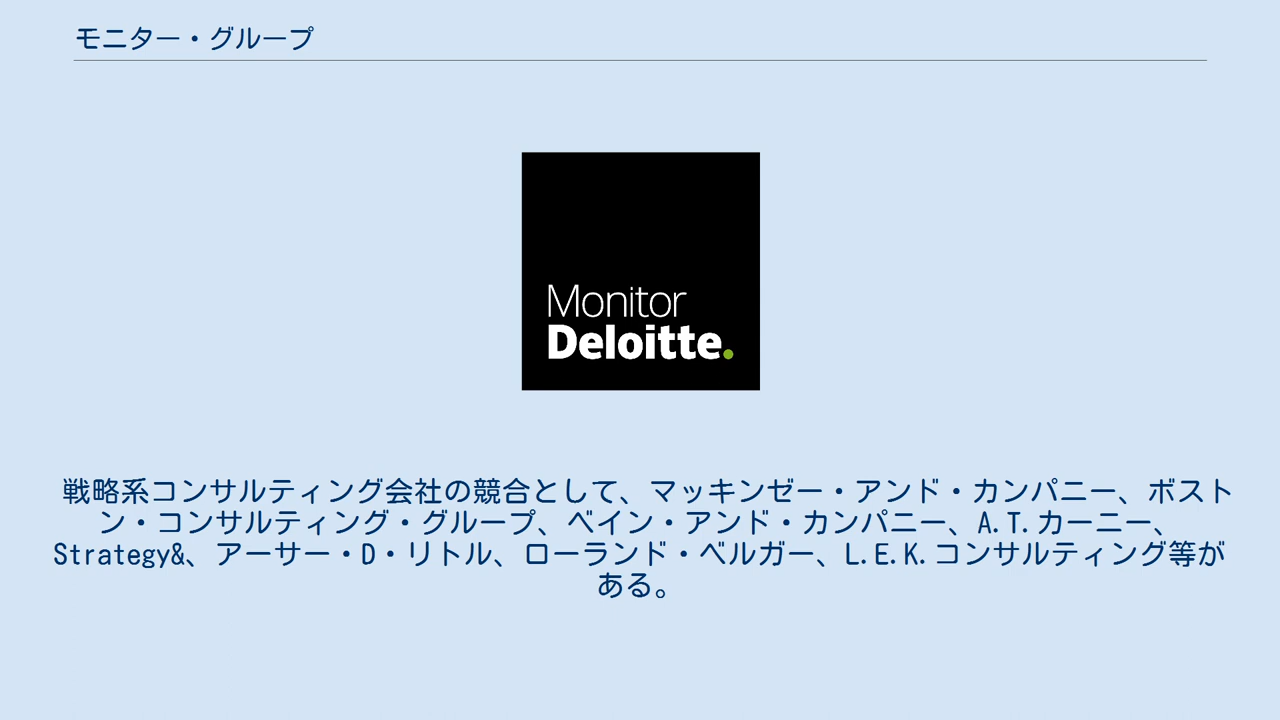 モニター・グループ
Monitor
Deloitte.
戦略系コンサルティング会社の競合として、マッキンゼー・アンド・カンパニー、ボスト
ン・コンサルティング・グループ、ベイン・アンド・カンパニー、A.T.カーニー、
Strategy&、アーサー・D・リトル、ローランド・ベルガー、L.E.K.コンサルティング等が
ある。